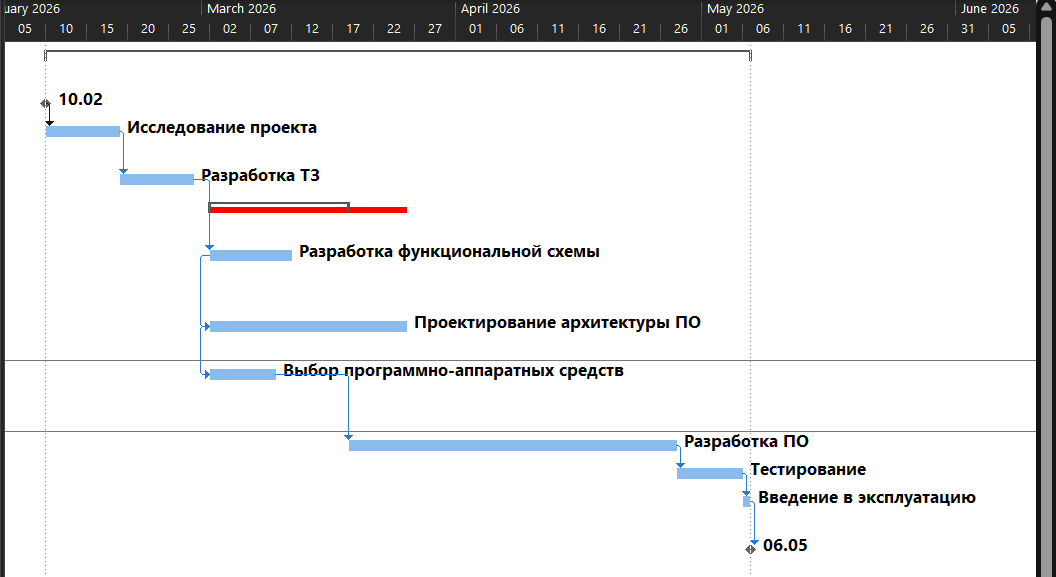 uary 2026 March 2026 April 2026 May 2026 June 2026
05 10 15 20 25 02 07 12 17 22 27 01 06 11 16 21 26 01 06 11 16 21 26 31 05
10.02
Исследование проекта
Разработка ТЗ
Разработка функциональной схемы
Проектирование архитектуры ПО
Выбор программно-аппаратных средств
Разработка ПО
Тестирование
Введение в эксплуатацию
06.05